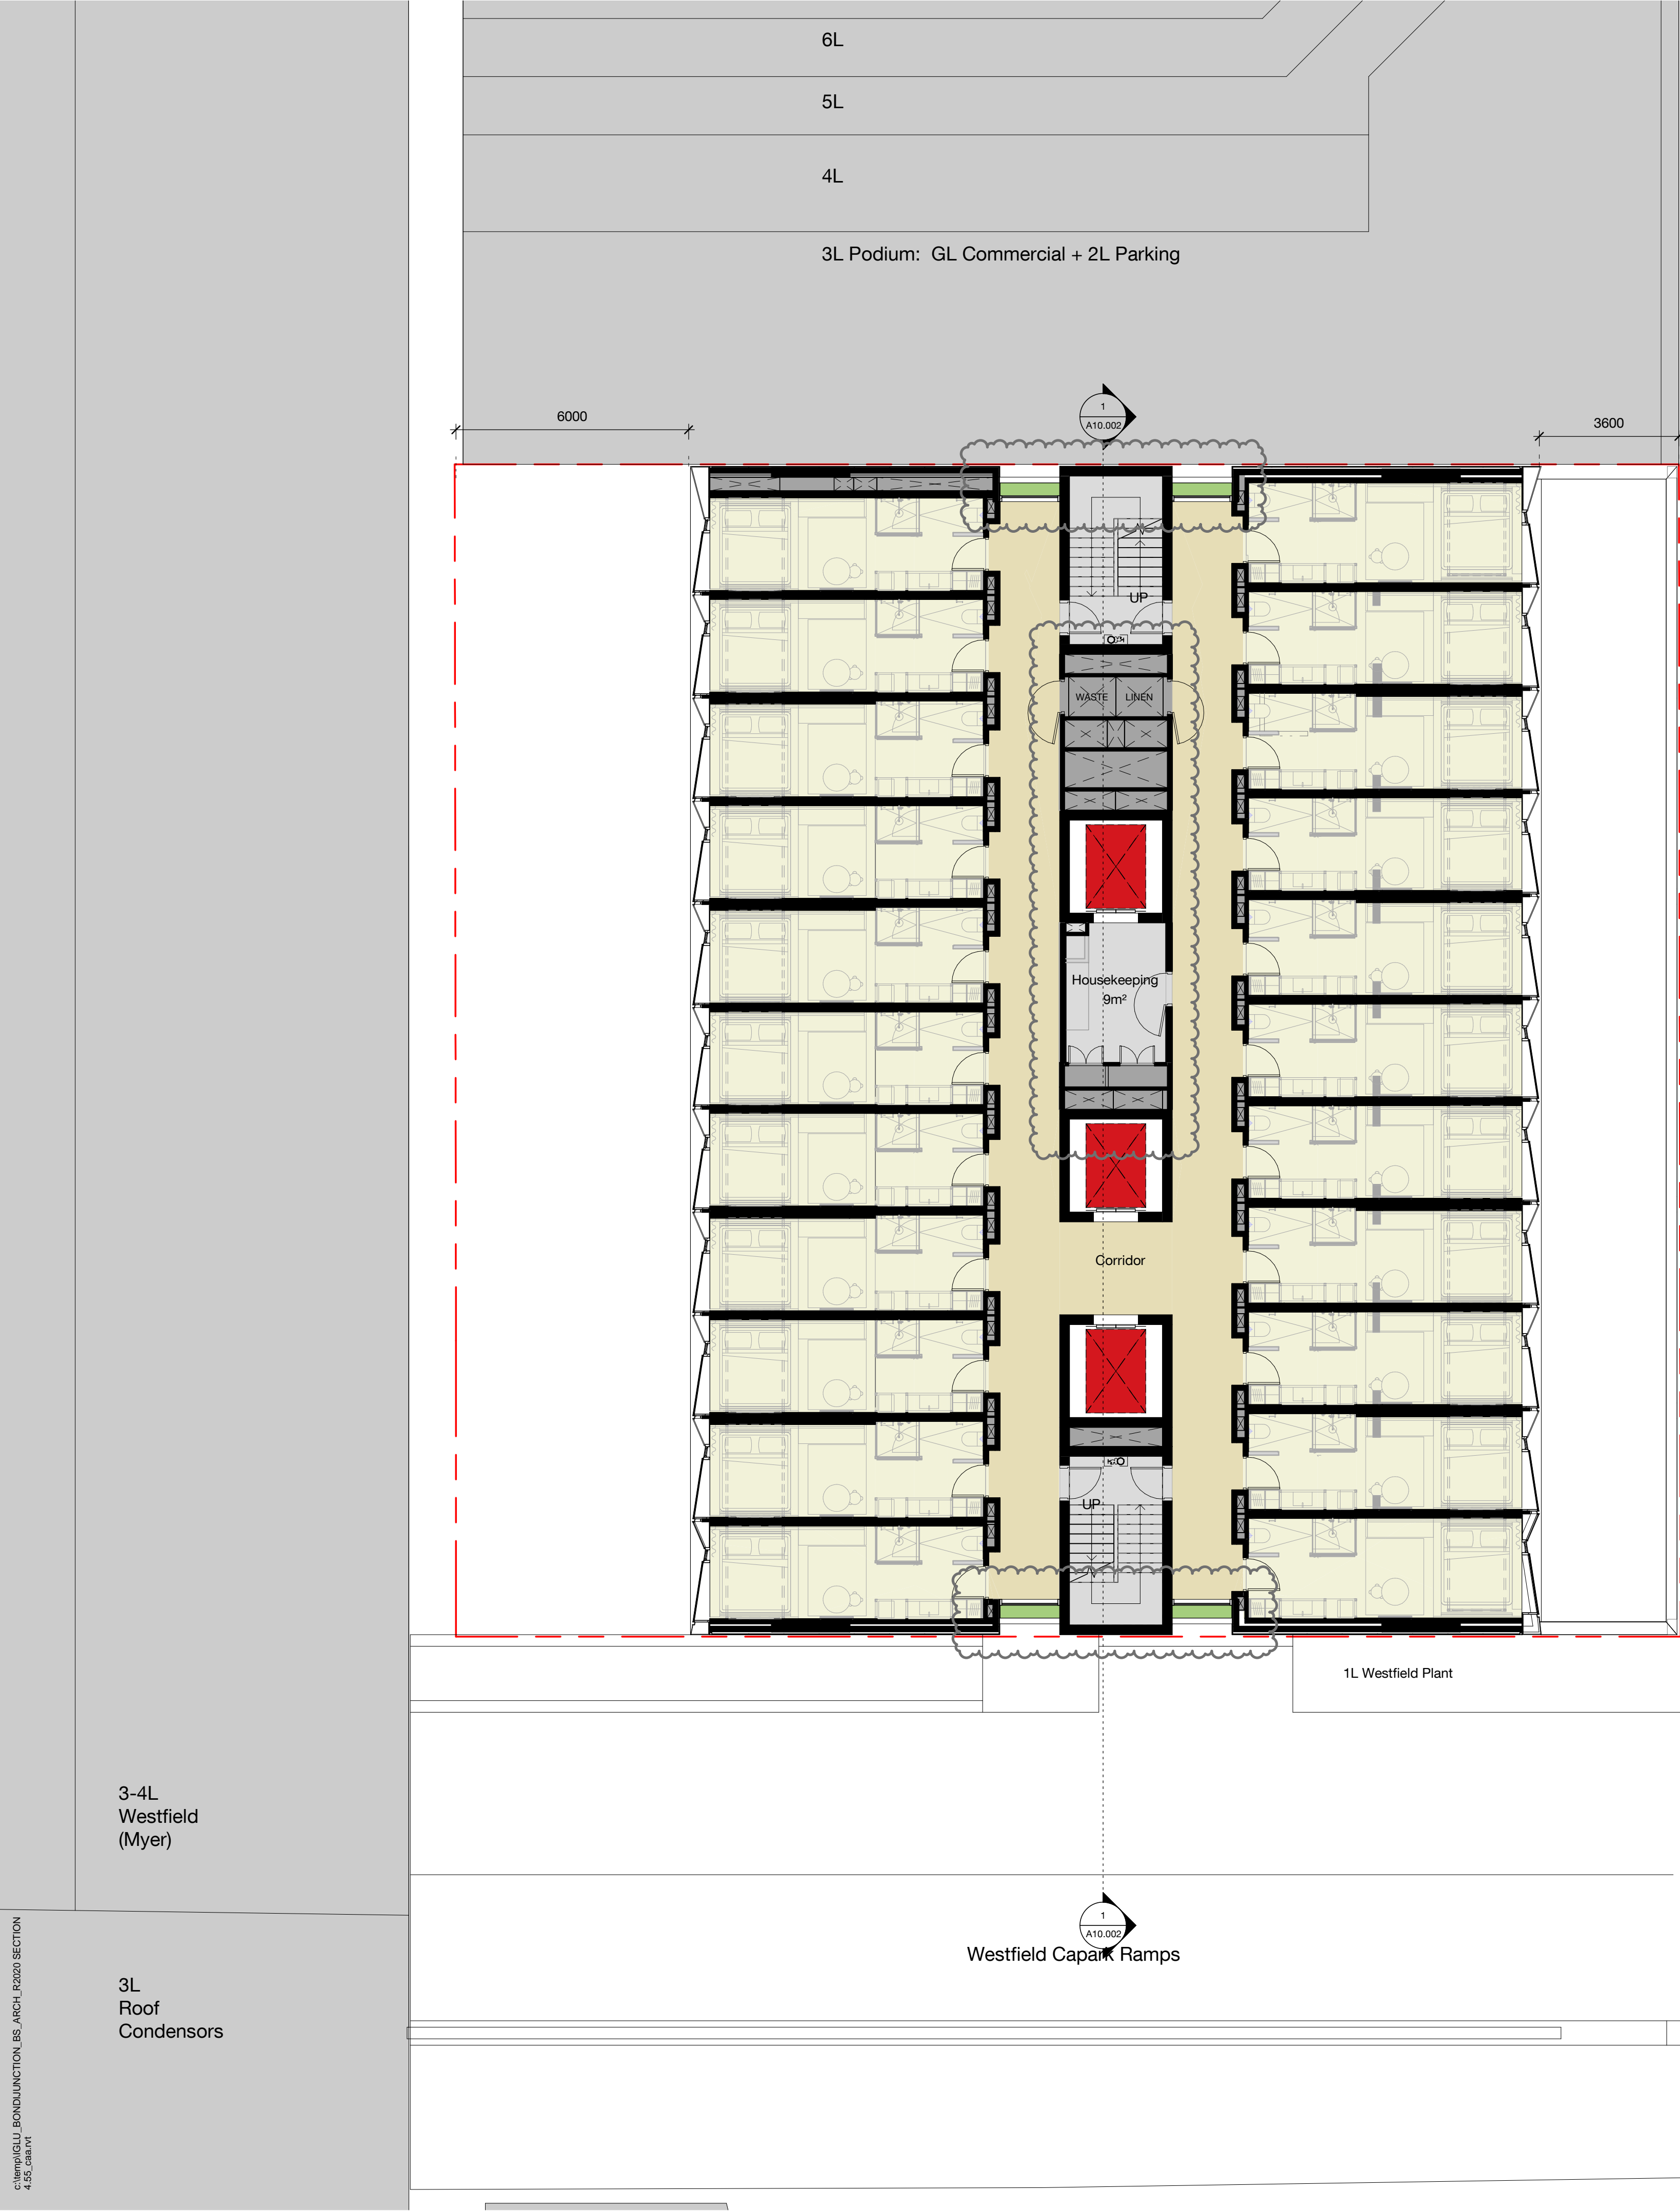 6L
5L
4L
3L Podium:  GL Commercial + 2L Parking
6000
1
A10.002
3600
UP
WASTE
LINEN
Housekeeping
9m²
Corridor
UP
1L Westfield Plant
3-4L
Westfield
(Myer)
1
A10.002
Westfield Capark Ramps
3L
Roof
Condensors
c:\temp\IGLU_BONDIJUNCTION_BS_ARCH_R2020 SECTION
4.55_caa.rvt